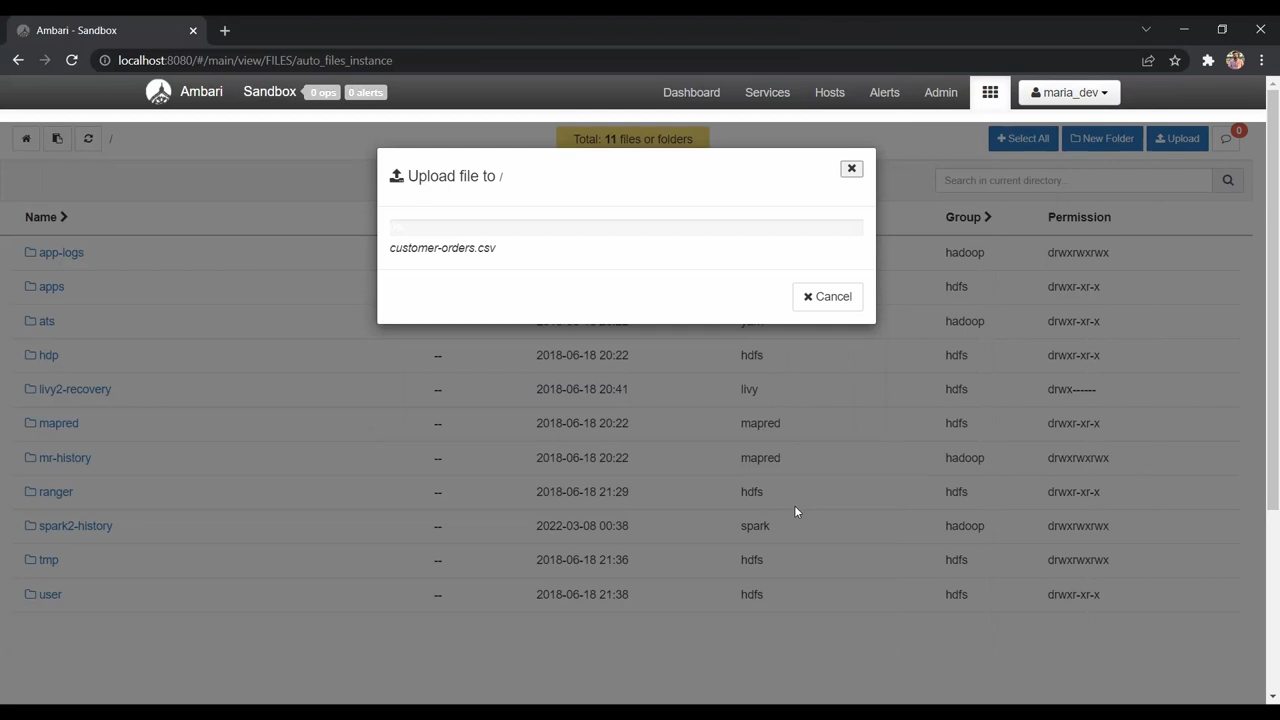 Ambari - Sandbox
localhost:8080/#/main/view/FILES/auto_files_instance
Ambari Sandbox 0 ops 0 alerts Dashboard Services Hosts Alerts Admin maria_dev
/ Total: 11 files or folders Select All New Folder Upload 0
Upload file to /
Search in current directory...
Name Group Permission
customer-orders.csv
app-logs hadoop drwxrwxrwx
apps hdfs drwxr-xr-x
Cancel
ats 2018-06-18 20:22 yarn hadoop drwxr-xr-x
hdp -- 2018-06-18 20:22 hdfs hdfs drwxr-xr-x
livy2-recovery -- 2018-06-18 20:41 livy hdfs drwx------
mapred -- 2018-06-18 20:22 mapred hdfs drwxr-xr-x
mr-history -- 2018-06-18 20:22 mapred hadoop drwxrwxrwx
ranger -- 2018-06-18 21:29 hdfs hdfs drwxr-xr-x
spark2-history -- 2022-03-08 00:38 spark hadoop drwxrwxrwx
tmp -- 2018-06-18 21:36 hdfs hdfs drwxrwxrwx
user -- 2018-06-18 21:38 hdfs hdfs drwxr-xr-x